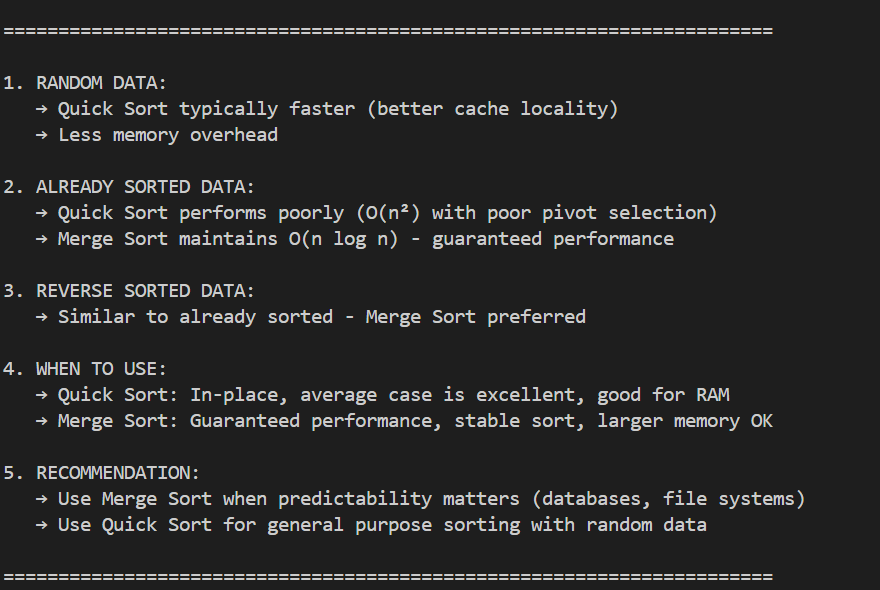 ======================================================================
1. RANDOM DATA:
→ Quick Sort typically faster (better cache locality)
→ Less memory overhead
2. ALREADY SORTED DATA:
→ Quick Sort performs poorly (O(n²) with poor pivot selection)
→ Merge Sort maintains O(n log n) - guaranteed performance
3. REVERSE SORTED DATA:
→ Similar to already sorted - Merge Sort preferred
4. WHEN TO USE:
→ Quick Sort: In-place, average case is excellent, good for RAM
→ Merge Sort: Guaranteed performance, stable sort, larger memory OK
5. RECOMMENDATION:
→ Use Merge Sort when predictability matters (databases, file systems)
→ Use Quick Sort for general purpose sorting with random data
======================================================================